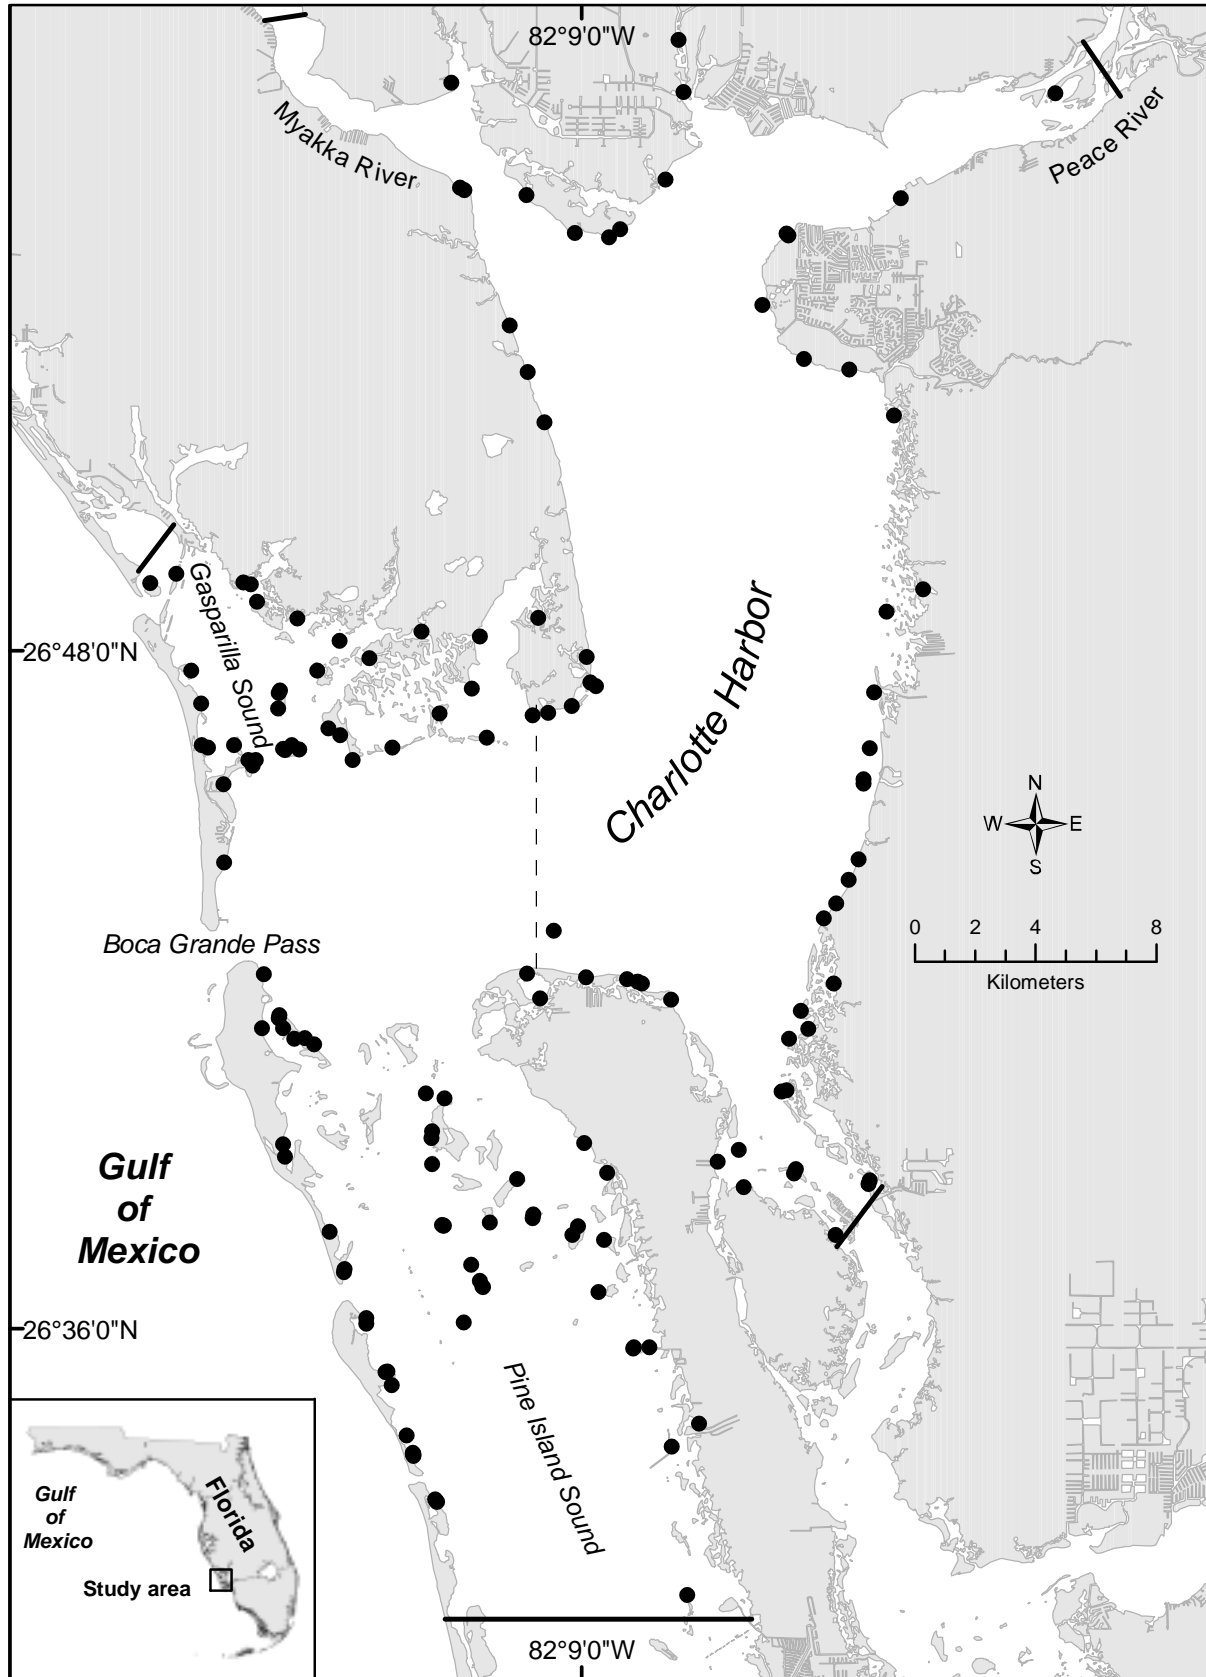 82°9'0"W
Myakka River
Peace River
Gasparilla Sound
26°48'0"N
Charlotte Harbor
N
W
E
S
0 2 4 8
Kilometers
Boca Grande Pass
Gulf
of
Mexico
26°36'0"N
Pine Island Sound
Florida
Gulf
of
Mexico
Study area
82°9'0"W